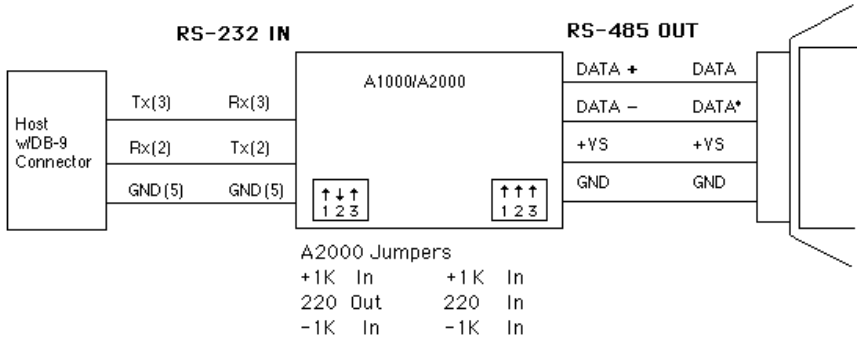 RS-232 IN
RS-485 OUT
A1000/A2000
Host
w/DB-9
Connector
Tx(3) Rx(3)
Rx(2) Tx(2)
GND(5) GND(5)
DATA + DATA
DATA - DATA*
+VS +VS
GND GND
↑↓↑
1 2 3
↑↑↑
1 2 3
A2000 Jumpers
+1K In +1K In
220 Out 220 In
-1K In -1K In